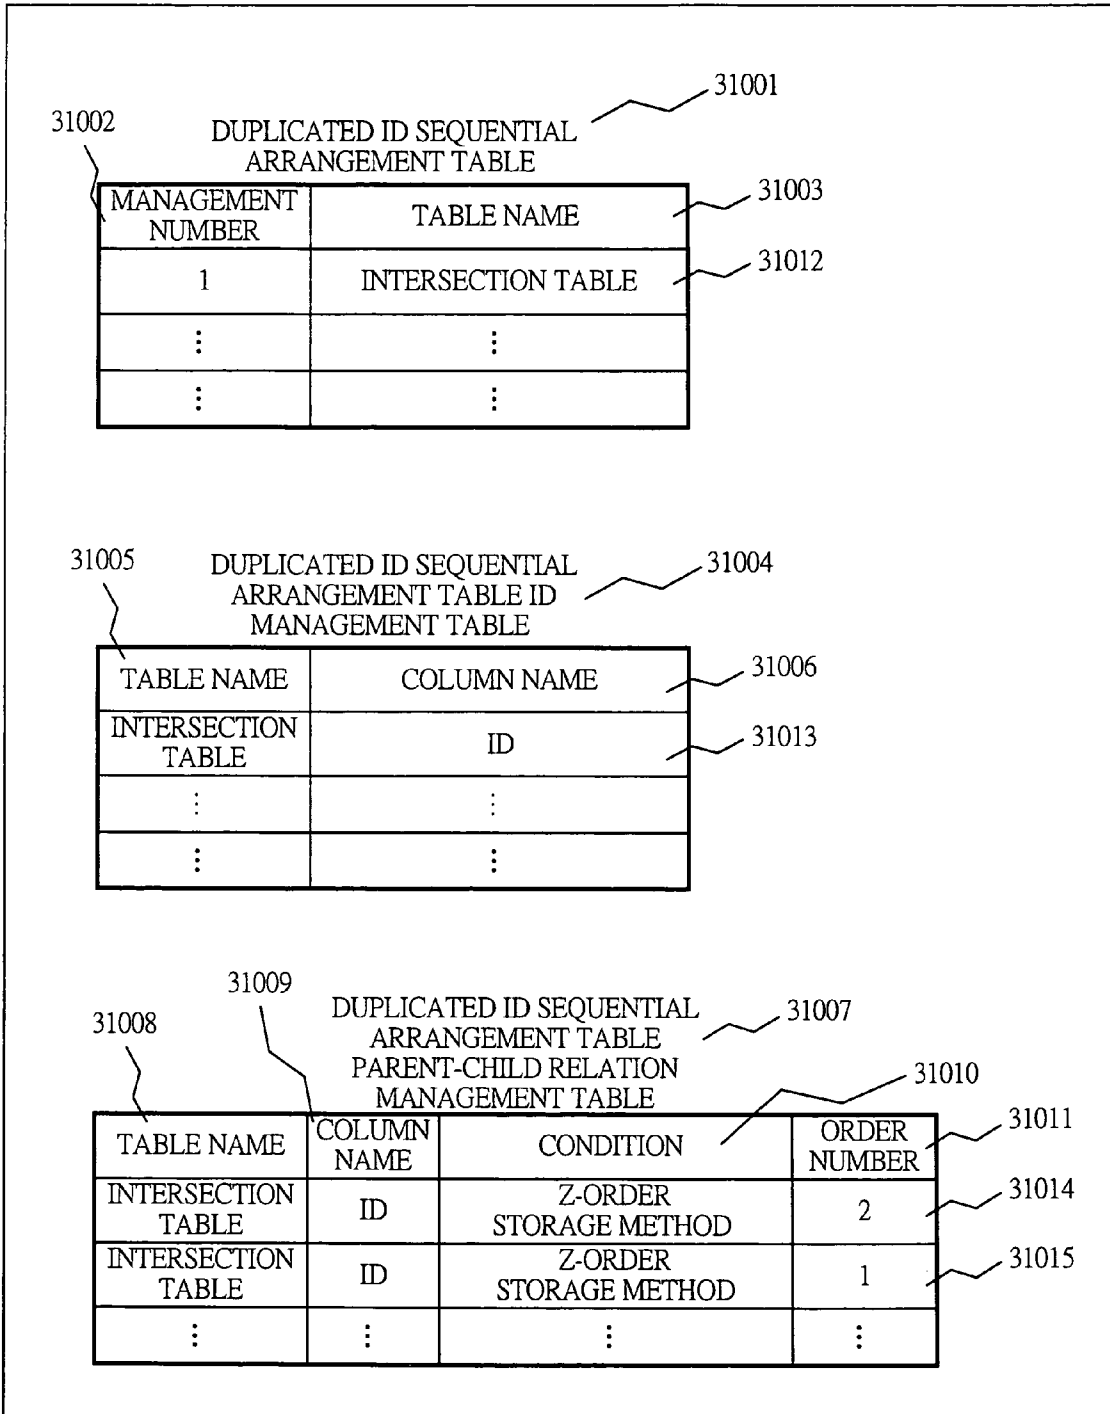 31001
31002
DUPLICATED ID SEQUENTIAL
ARRANGEMENT TABLE
31003
MANAGEMENT
NUMBER
TABLE NAME
31012
1
INTERSECTION TABLE
⋮
⋮
⋮
⋮
31005
DUPLICATED ID SEQUENTIAL
ARRANGEMENT TABLE ID
MANAGEMENT TABLE
31004
TABLE NAME
COLUMN NAME
31006
INTERSECTION
TABLE
ID
31013
⋮
⋮
⋮
⋮
31009
31008
DUPLICATED ID SEQUENTIAL
ARRANGEMENT TABLE
PARENT-CHILD RELATION
MANAGEMENT TABLE
31007
31010
TABLE NAME
COLUMN
NAME
CONDITION
ORDER
NUMBER
31011
INTERSECTION
TABLE
ID
Z-ORDER
STORAGE METHOD
2
31014
INTERSECTION
TABLE
ID
Z-ORDER
STORAGE METHOD
1
31015
⋮
⋮
⋮
⋮